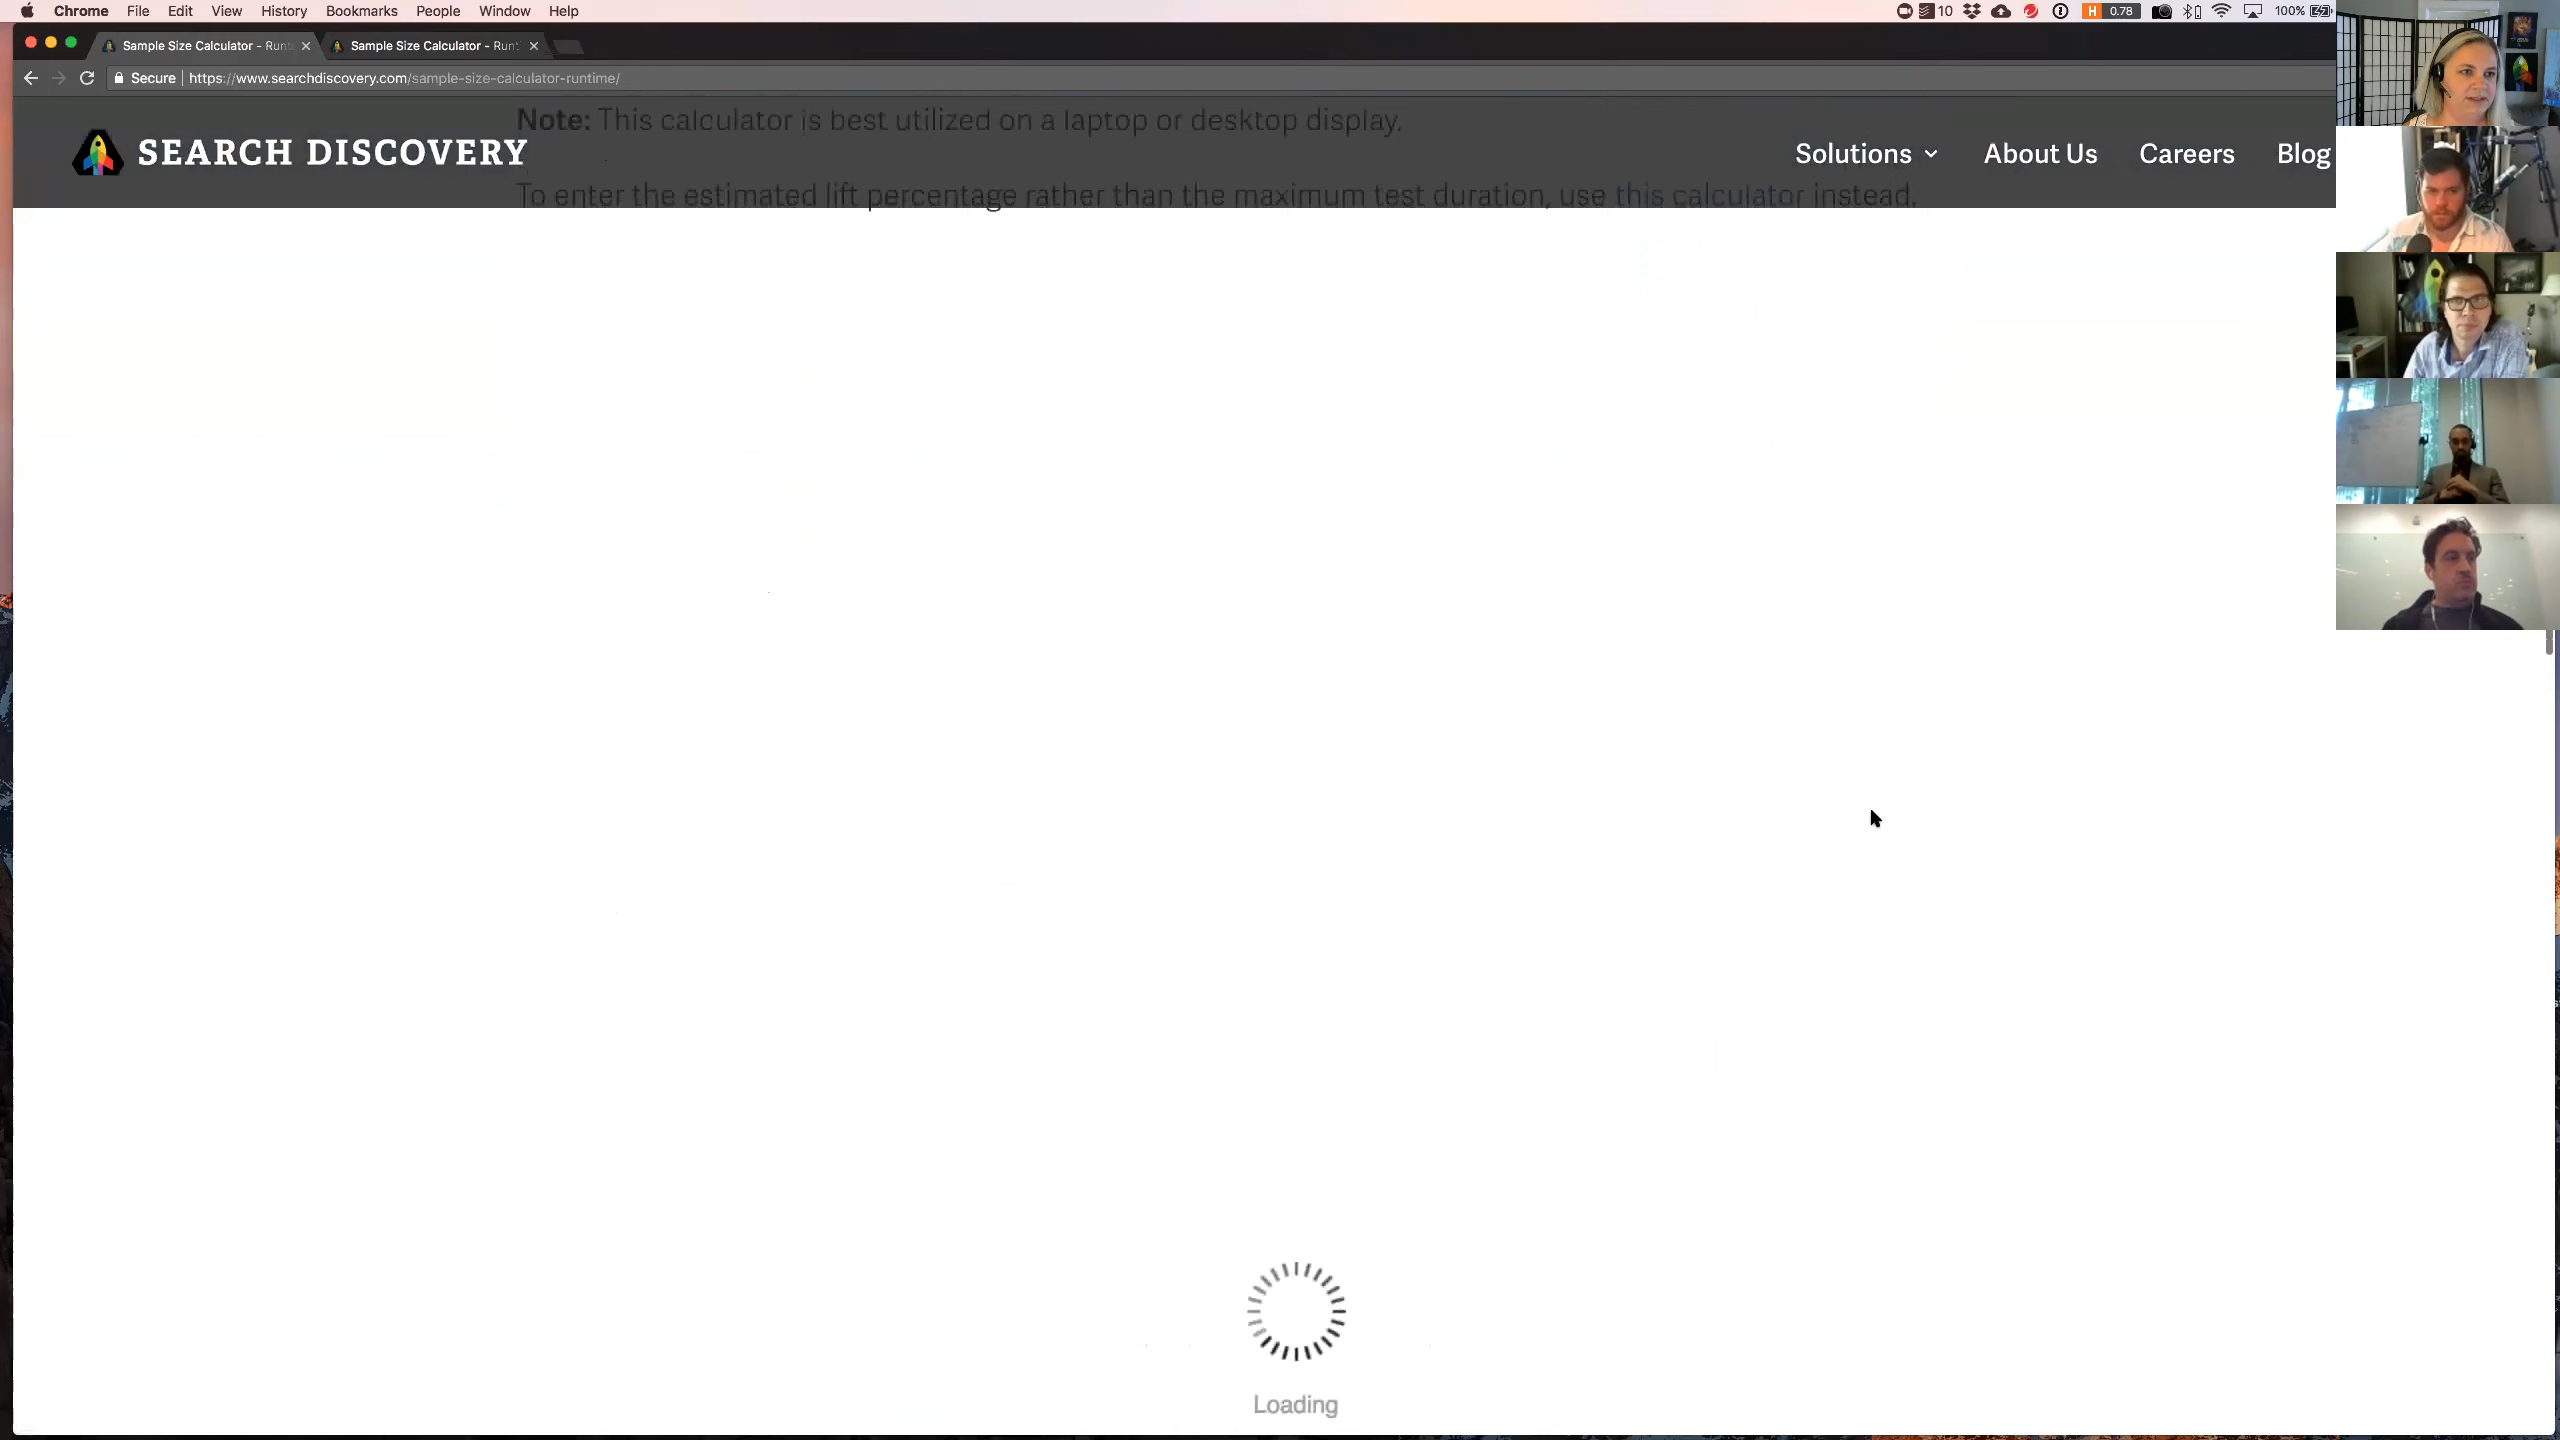 Chrome File Edit View History Bookmarks People Window Help 10 H 0.78 100%
Sample Size Calculator - Runt Sample Size Calculator - RunT
Secure https://www.searchdiscovery.com/sample-size-calculator-runtime/
Note: This calculator is best utilized on a laptop or desktop display.
SEARCH DISCOVERY Solutions About Us Careers Blog
To enter the estimated lift percentage rather than the maximum test duration, use this calculator instead.
Loading